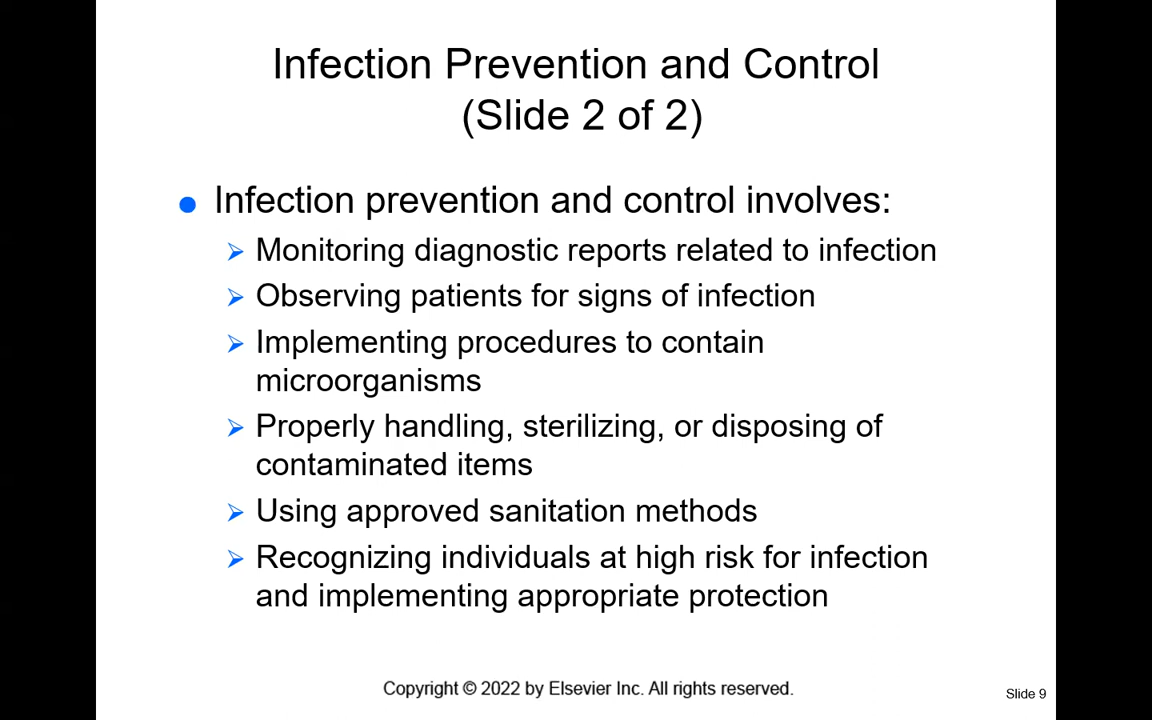 Infection Prevention and Control
(Slide 2 of 2)
● Infection prevention and control involves:
➢ Monitoring diagnostic reports related to infection
➢ Observing patients for signs of infection
➢ Implementing procedures to contain
microorganisms
➢ Properly handling, sterilizing, or disposing of
contaminated items
➢ Using approved sanitation methods
➢ Recognizing individuals at high risk for infection
and implementing appropriate protection
Copyright © 2022 by Elsevier Inc. All rights reserved.
Slide 9